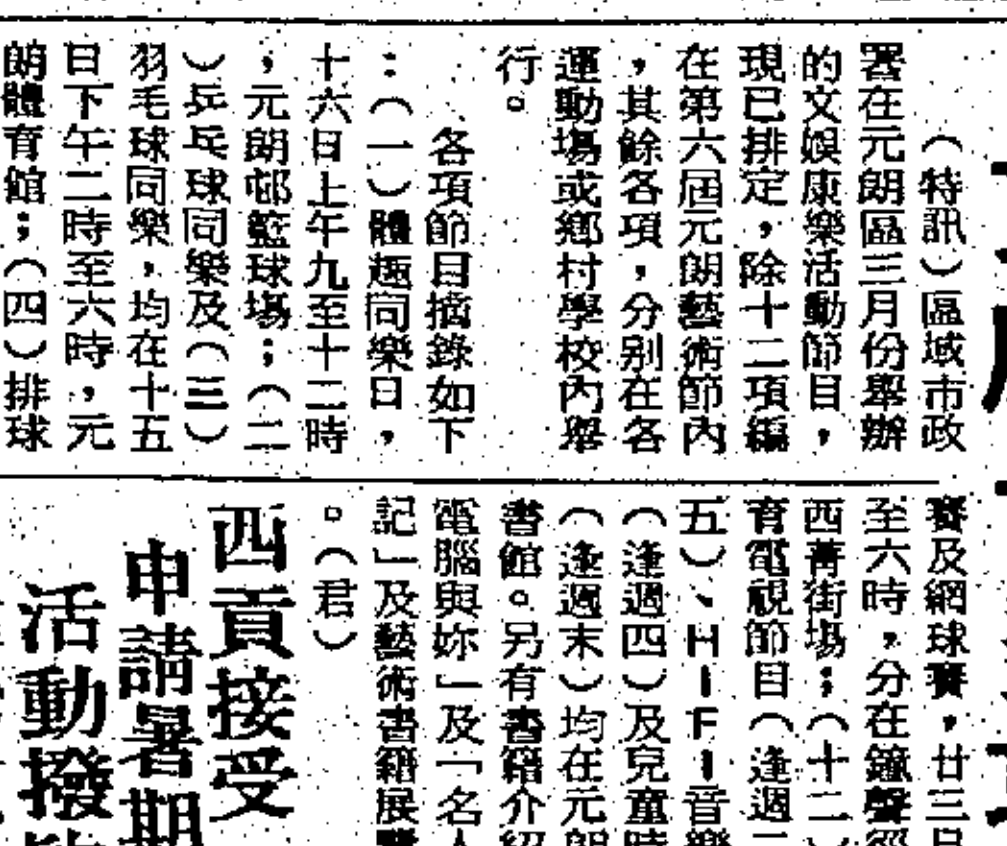 （特訊）區域市政
署在元朗區三月份舉辦
的文娛康樂活動節目，
現已排定，除十二項編
在第六屆元朗藝術節內
，其餘各項，分別在各
運動場或鄉村學校內舉
行。
各項節目摘錄如下
：（一）體趣同樂日，
十六日上午九至十二時
，元朗邨籃球場；（二
）乒乓球同樂及（三）
羽毛球同樂，均在十五
日下午二時至六時，元
朗體育館；（四）排球
賽及網球賽，廿三日
至六時，分在鐘聲徑
西菁街場；（十二）
育電視節目（逢週二
五）、HI－FI音樂
（逢週四）及兒童時
（逢週末）均在元朗
書館。另有書籍介紹
電腦與妳」及「名人
記」及藝術書籍展覽
。（君）
西貢接受
申請暑期
活動撥